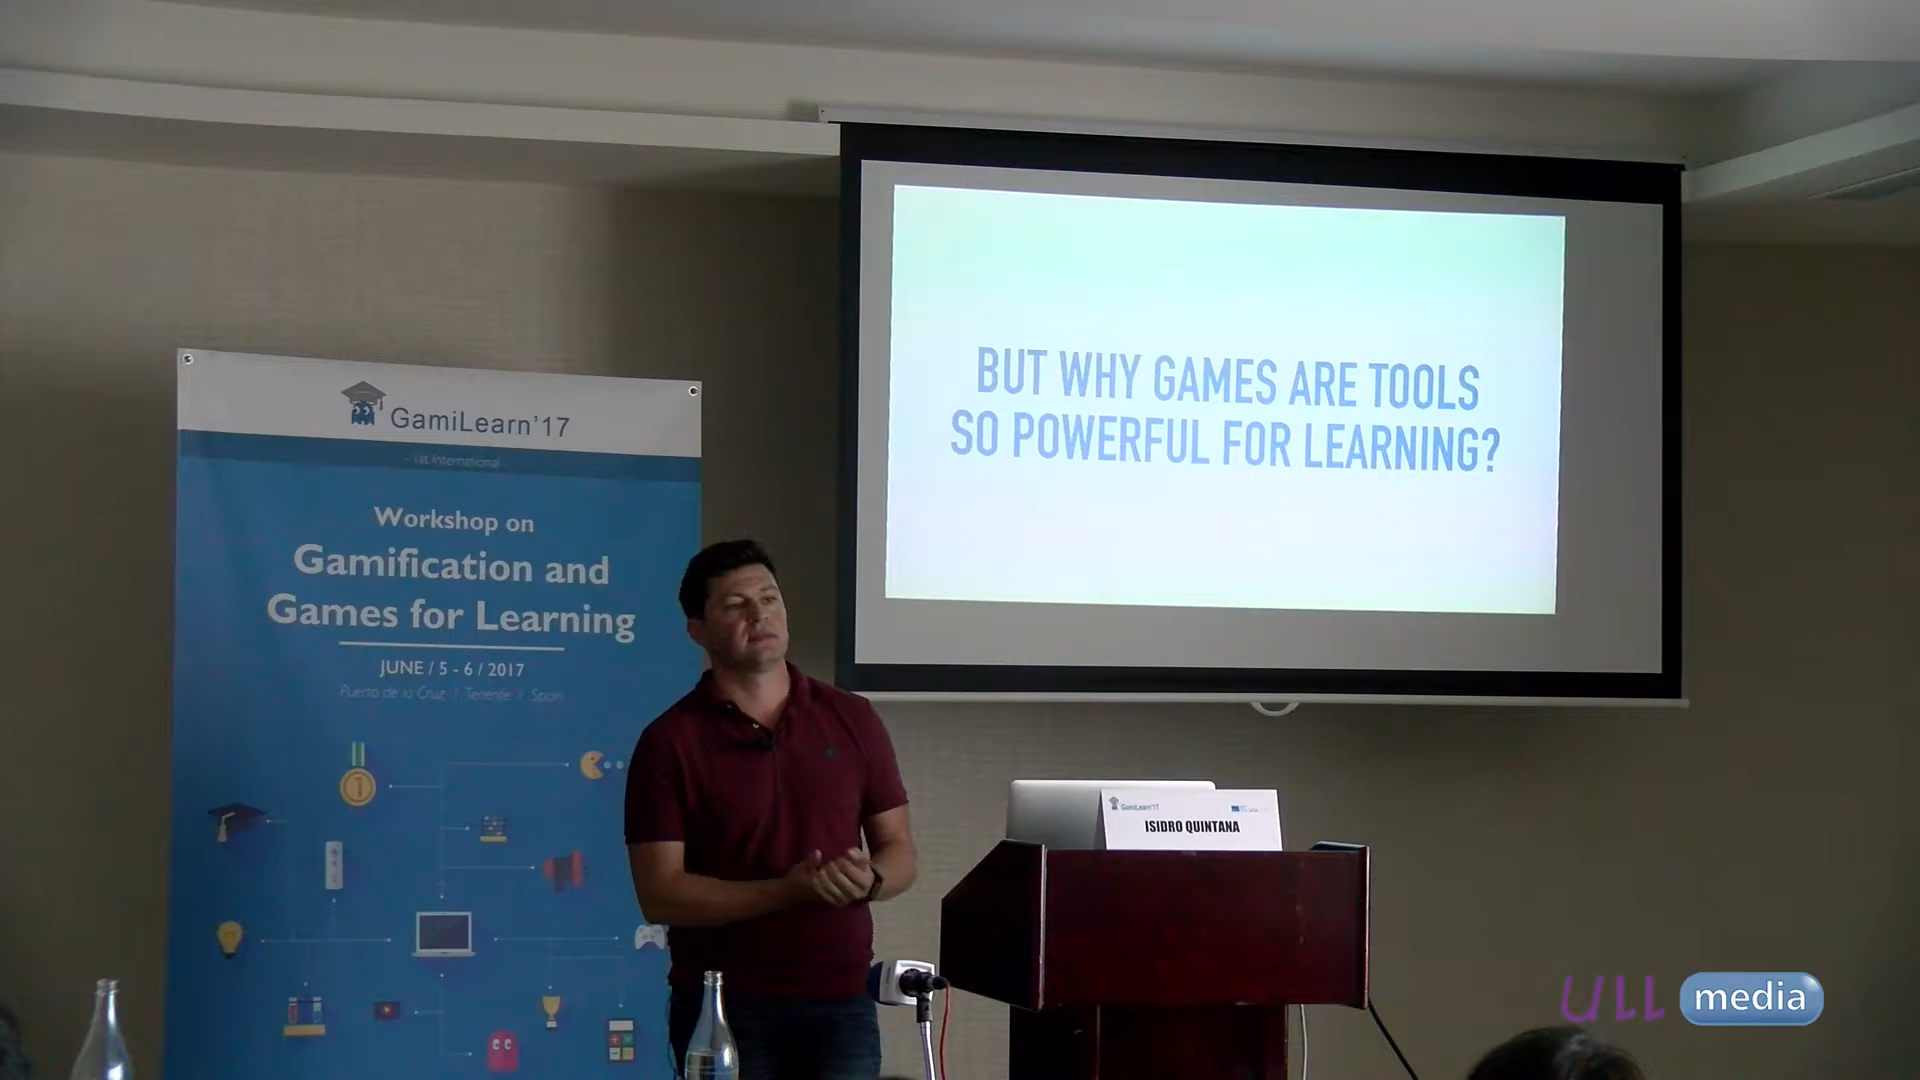 GamiLearn'17
- 1st International
Workshop on
Gamification and
Games for Learning
JUNE / 5 - 6 / 2017
Puerto de la Cruz / Tenerife / Spain
BUT WHY GAMES ARE TOOLS
SO POWERFUL FOR LEARNING?
GamiLearn'17
ISIDRO QUINTANA
ULL media